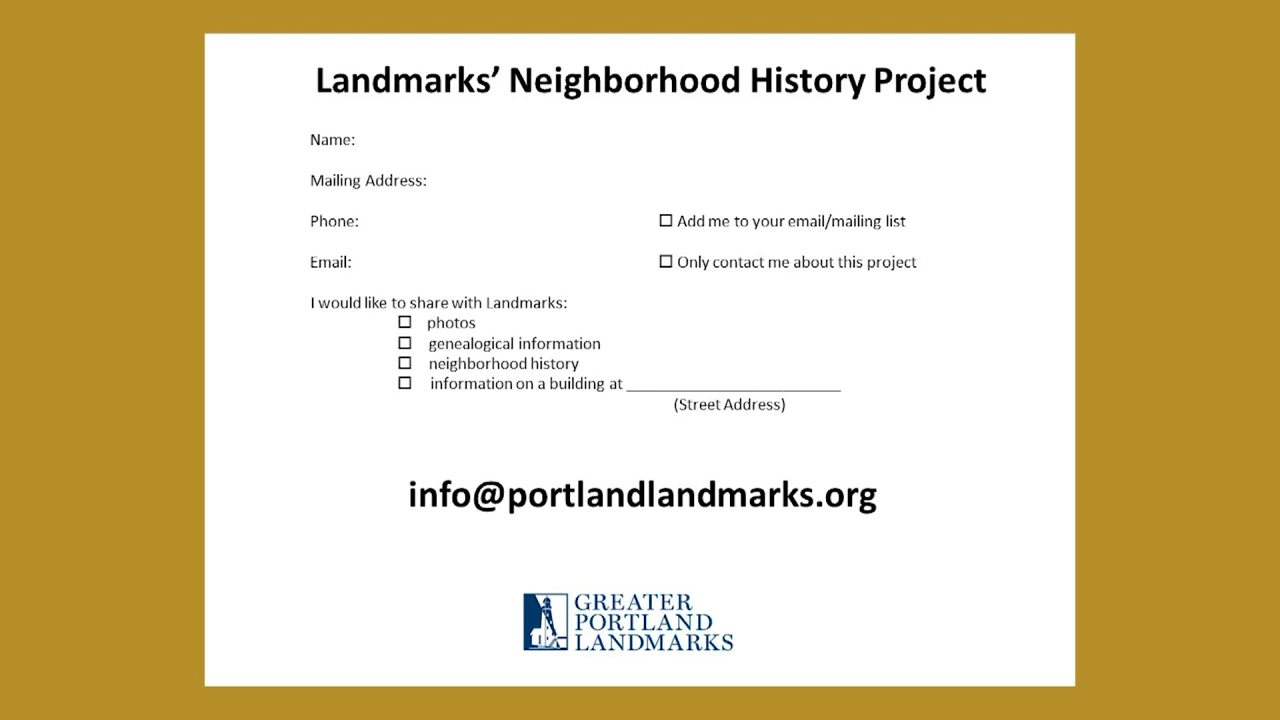 Landmarks’ Neighborhood History Project
Name:
Mailing Address:
Phone:
☐ Add me to your email/mailing list
Email:
☐ Only contact me about this project
I would like to share with Landmarks:
☐ photos
☐ genealogical information
☐ neighborhood history
☐ information on a building at ___________________________
(Street Address)
info@portlandlandmarks.org
GREATER
PORTLAND
LANDMARKS